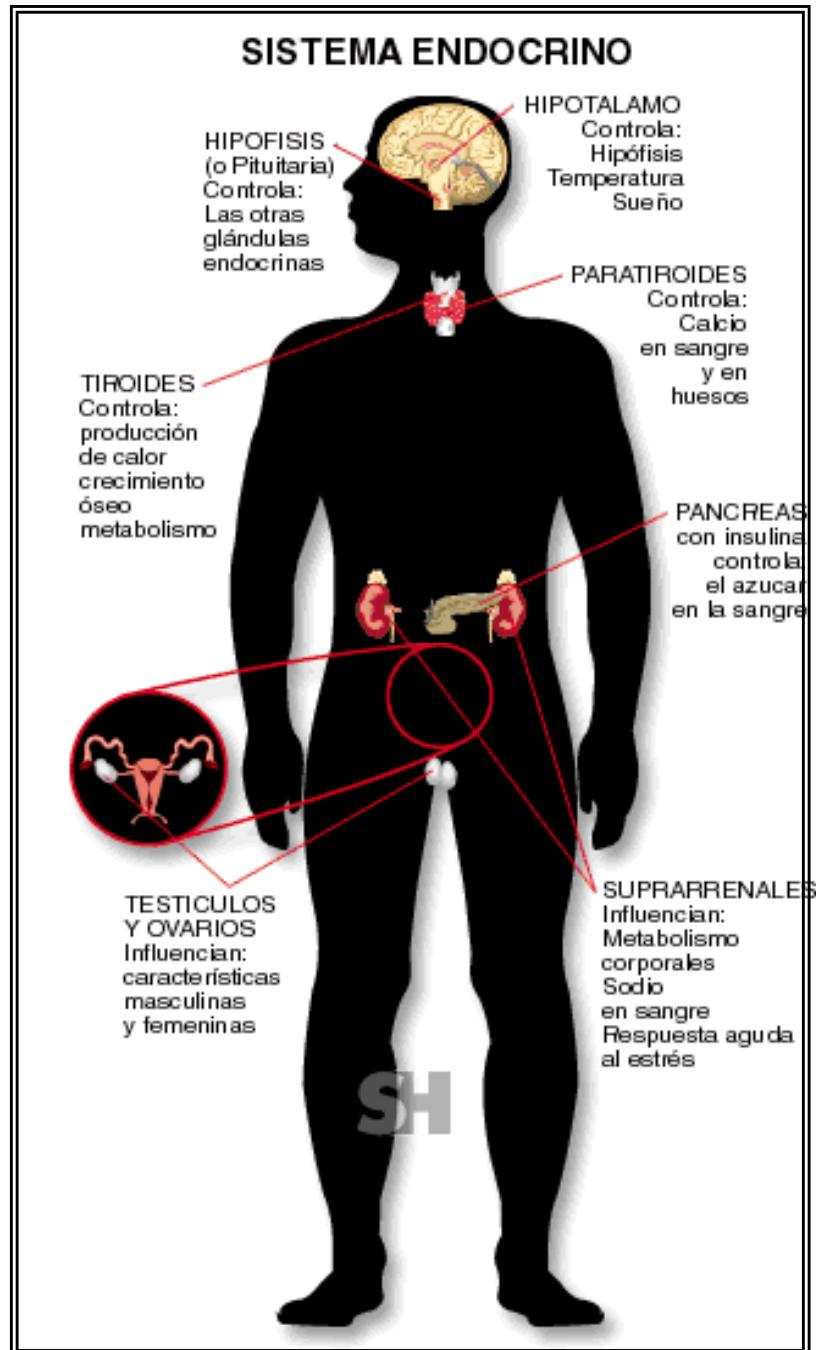 SISTEMA ENDOCRINO
HIPOFISIS
(o Pituitaria)
Controla:
Las otras
glándulas
endocrinas
HIPOTALAMO
Controla:
Hipófisis
Temperatura
Sueño
PARATIROIDES
Controla:
Calcio
en sangre
y en
huesos
TIROIDES
Controla:
producción
de calor
crecimiento
óseo
metabolismo
PANCREAS
con insulina
controla
el azucar
en la sangre
TESTICULOS
Y OVARIOS
Influencian:
características
masculinas
y femeninas
SUPRARRENALES
Influencian:
Metabolismo
corporales
Sodio
en sangre
Respuesta aguda
al estrés
SH